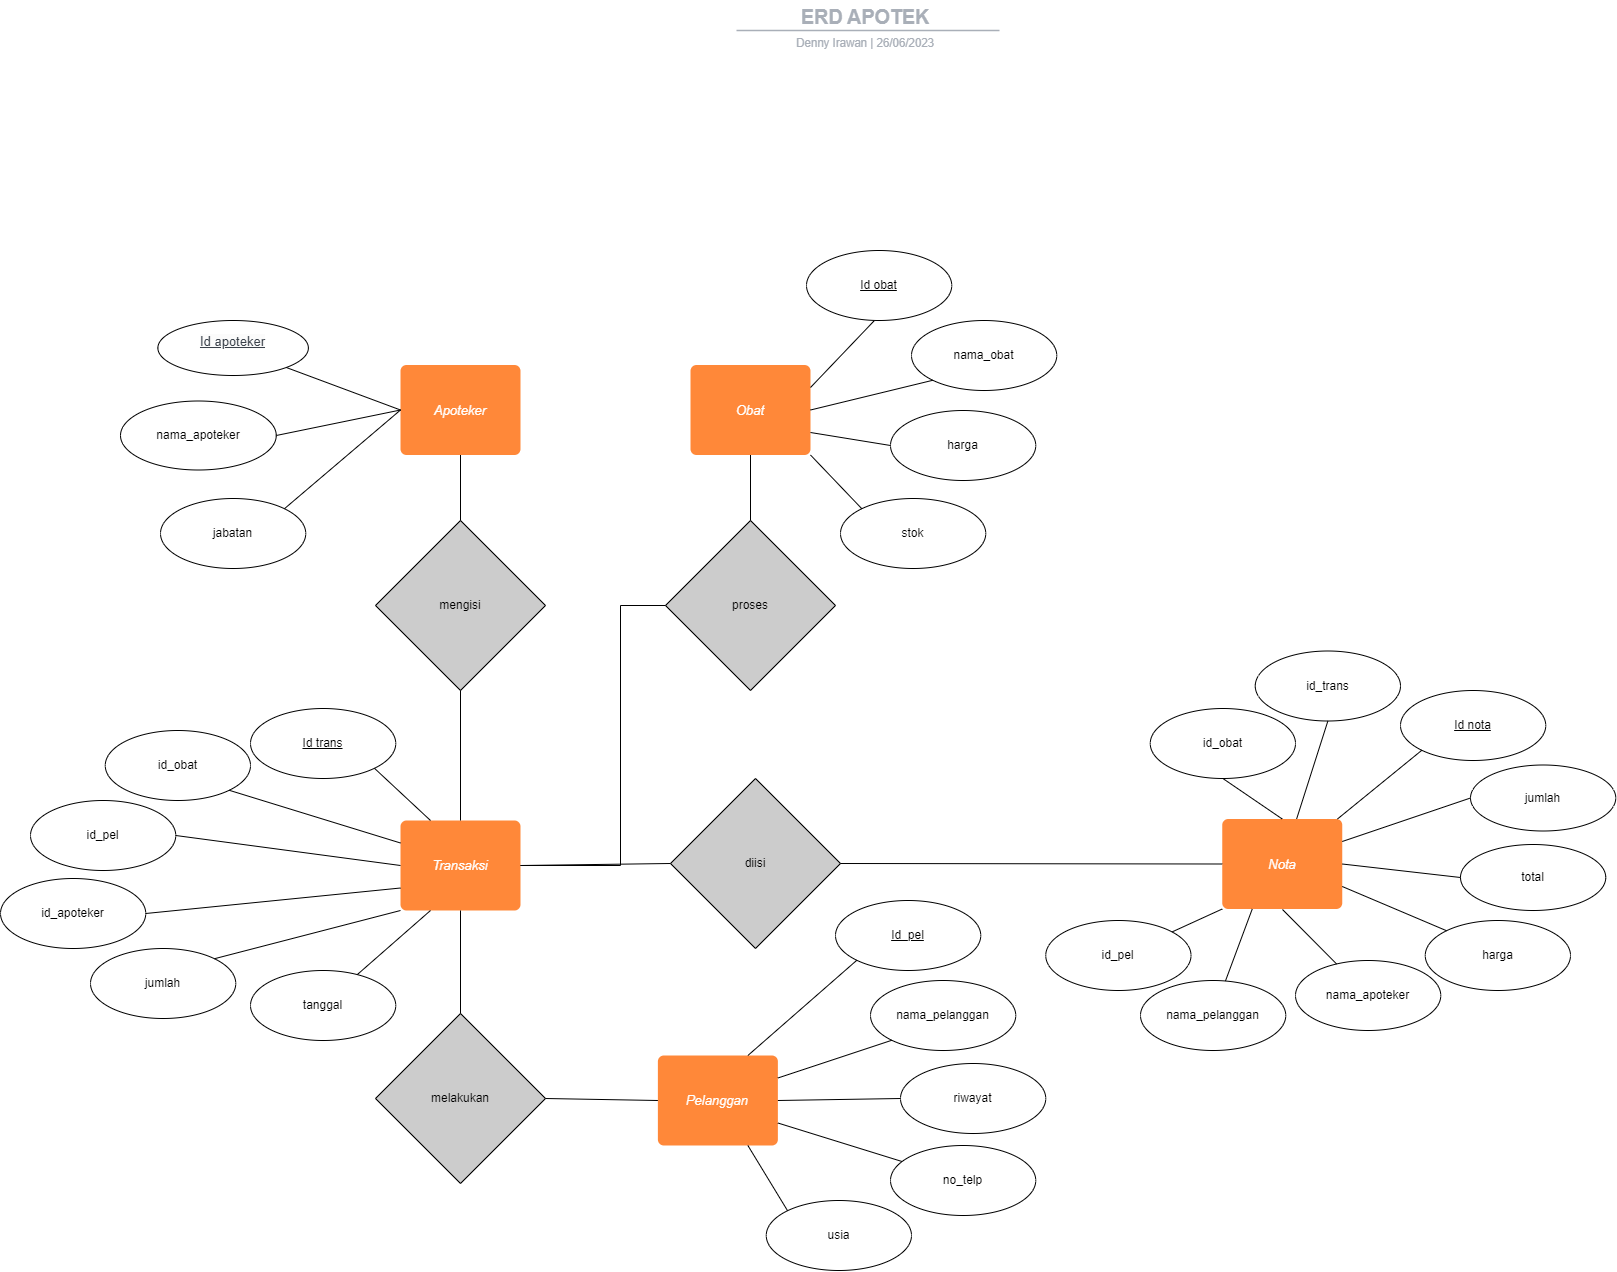 ERD APOTEK
Denny Irawan | 26/06/2023
Id obat
Id apoteker
nama_obat
Apoteker
Obat
nama_apoteker
harga
jabatan
stok
mengisi
proses
id_trans
Id nota
Id trans
id_obat
id_obat
jumlah
id_pel
Transaksi
diisi
Nota
total
id_apoteker
Id_pel
id_pel
harga
jumlah
tanggal
nama_apoteker
nama_pelanggan
nama_pelanggan
melakukan
Pelanggan
riwayat
no_telp
usia